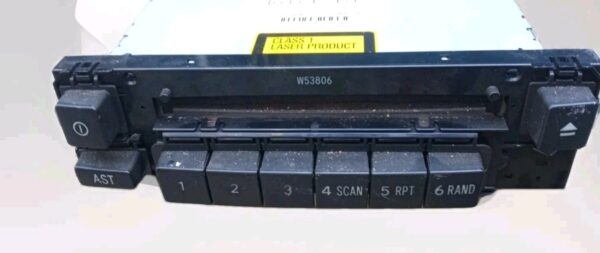 CLASS 1
LASER PRODUCT
W53806
AST
1
2
3
4 SCAN
5 RPT
6 RAND